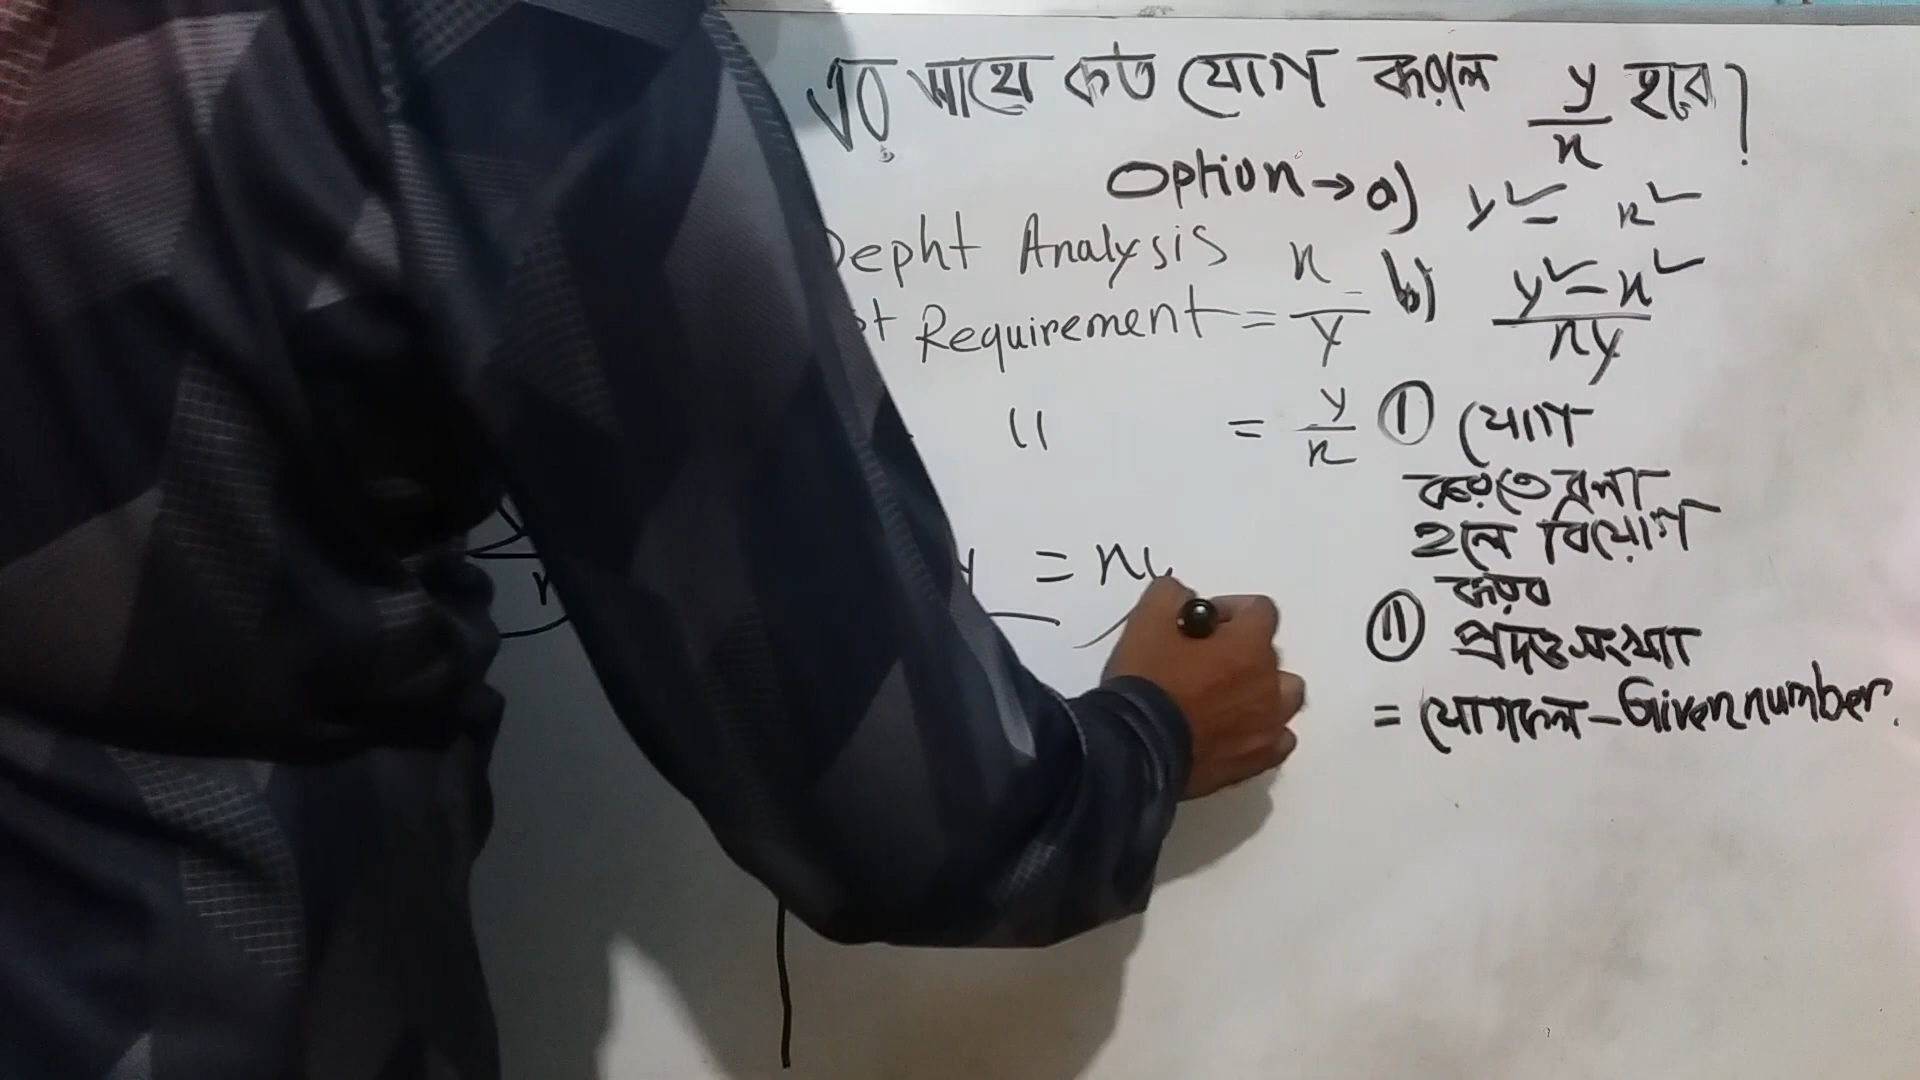 এর সাথে কত যোগ করলে y/x হবে?
Option → a) y² = x²
Depht Analysis x
b) y² = x² / xy
Requirement = x/y
〃 = y/x
① যোগ
করতে বলা
হলে বিয়োগ
করব
= x
② প্রদত্ত সংখ্যা
= যোগফল – Given number.